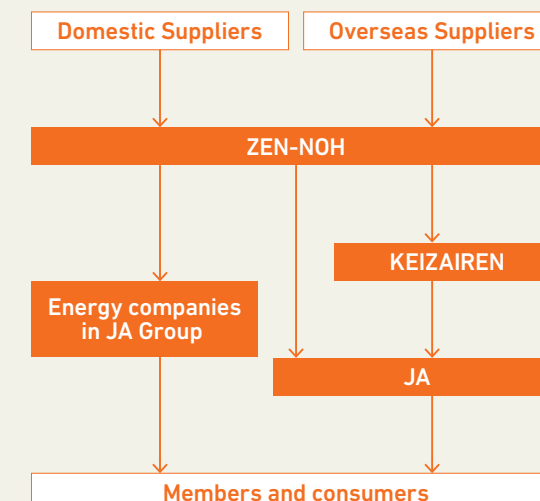 Domestic Suppliers
Overseas Suppliers
ZEN-NOH
KEIZAIREN
Energy companies
in JA Group
JA
Members and consumers